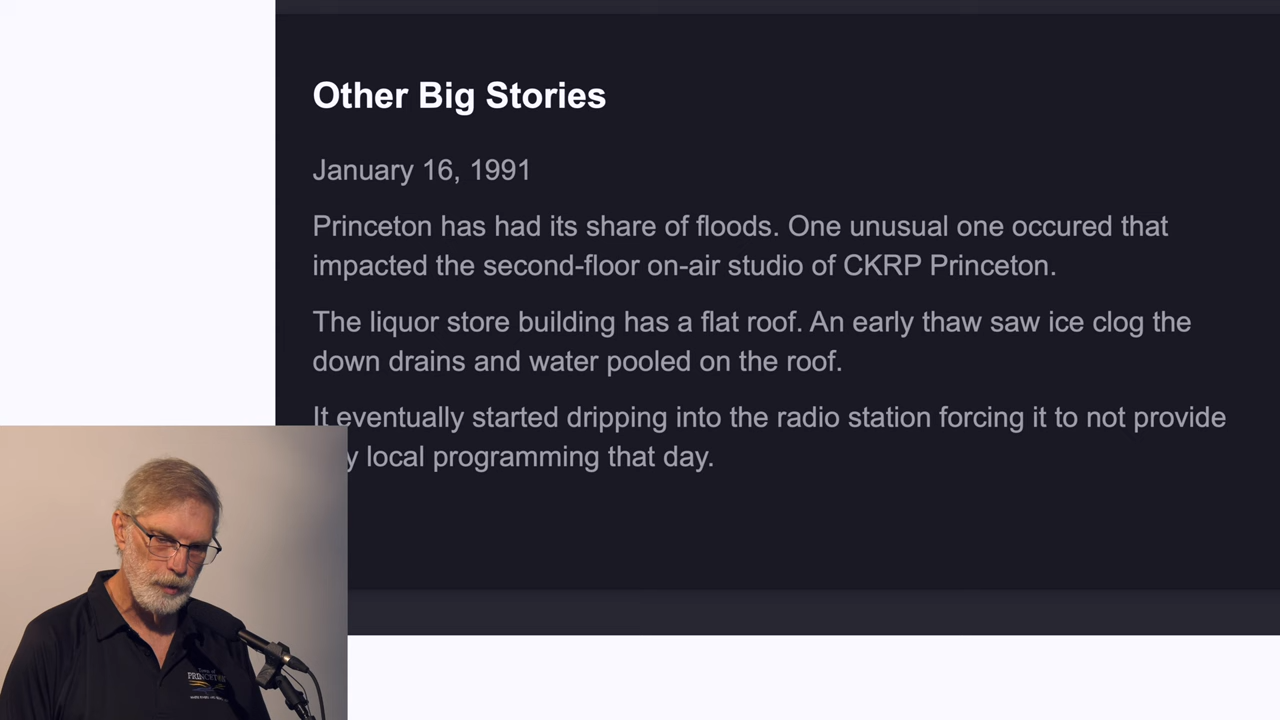 Other Big Stories
January 16, 1991
Princeton has had its share of floods. One unusual one occured that
impacted the second-floor on-air studio of CKRP Princeton.
The liquor store building has a flat roof. An early thaw saw ice clog the
down drains and water pooled on the roof.
It eventually started dripping into the radio station forcing it to not provide
local programming that day.
PRINCETON